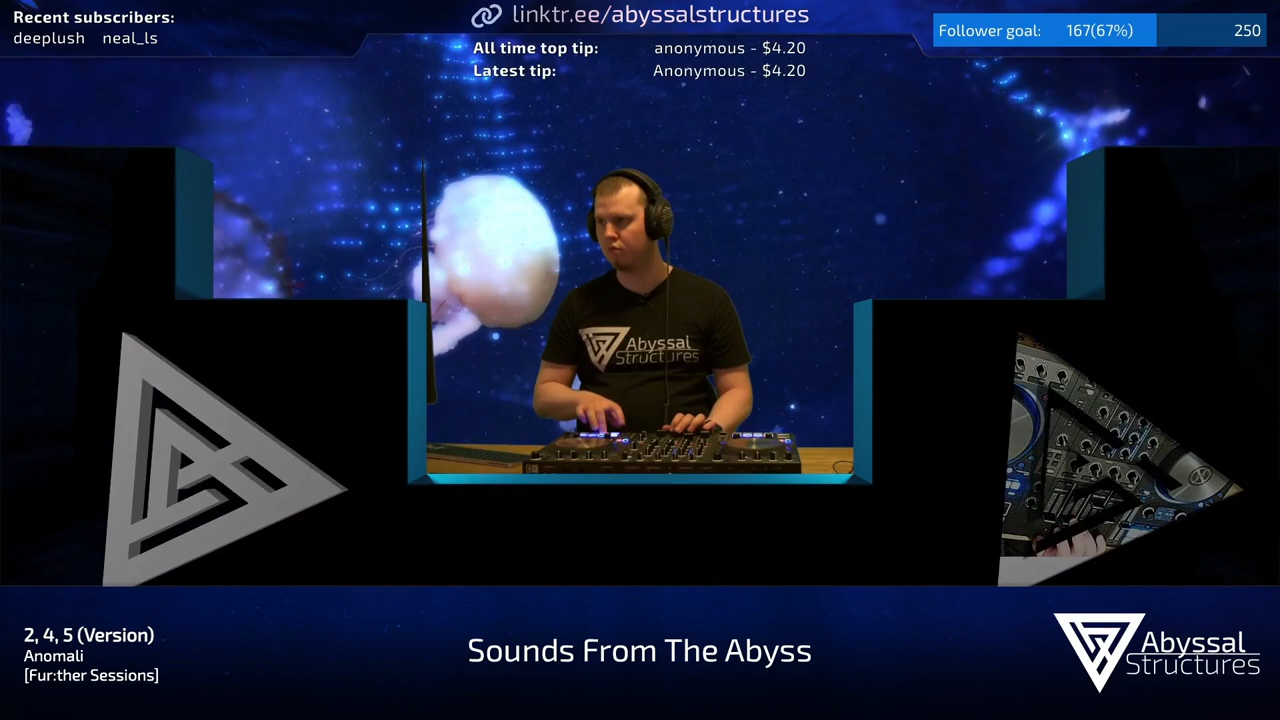 Recent subscribers:
deeplush neal_ls
linktr.ee/abyssalstructures
All time top tip: anonymous - $4.20
Latest tip: Anonymous - $4.20
Follower goal: 167(67%) 250
Abyssal
Structures
2, 4, 5 (Version)
Anomali
[Fur:ther Sessions]
Sounds From The Abyss
Abyssal
Structures